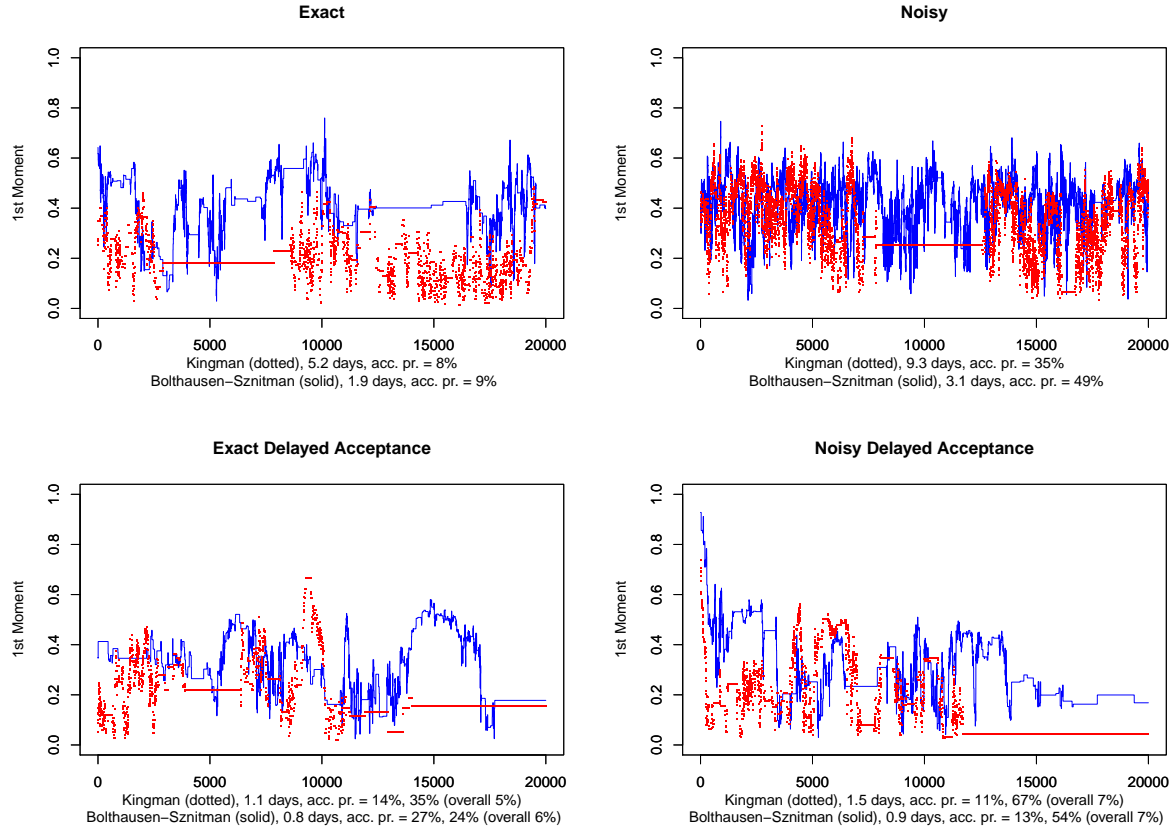 Exact
1st Moment
0.0 0.2 0.4 0.6 0.8 1.0
0 5000 10000 15000 20000
Kingman (dotted), 5.2 days, acc. pr. = 8%
Bolthausen−Sznitman (solid), 1.9 days, acc. pr. = 9%
Noisy
1st Moment
0.0 0.2 0.4 0.6 0.8 1.0
0 5000 10000 15000 20000
Kingman (dotted), 9.3 days, acc. pr. = 35%
Bolthausen−Sznitman (solid), 3.1 days, acc. pr. = 49%
Exact Delayed Acceptance
1st Moment
0.0 0.2 0.4 0.6 0.8 1.0
0 5000 10000 15000 20000
Kingman (dotted), 1.1 days, acc. pr. = 14%, 35% (overall 5%)
Bolthausen−Sznitman (solid), 0.8 days, acc. pr. = 27%, 24% (overall 6%)
Noisy Delayed Acceptance
1st Moment
0.0 0.2 0.4 0.6 0.8 1.0
0 5000 10000 15000 20000
Kingman (dotted), 1.5 days, acc. pr. = 11%, 67% (overall 7%)
Bolthausen−Sznitman (solid), 0.9 days, acc. pr. = 13%, 54% (overall 7%)